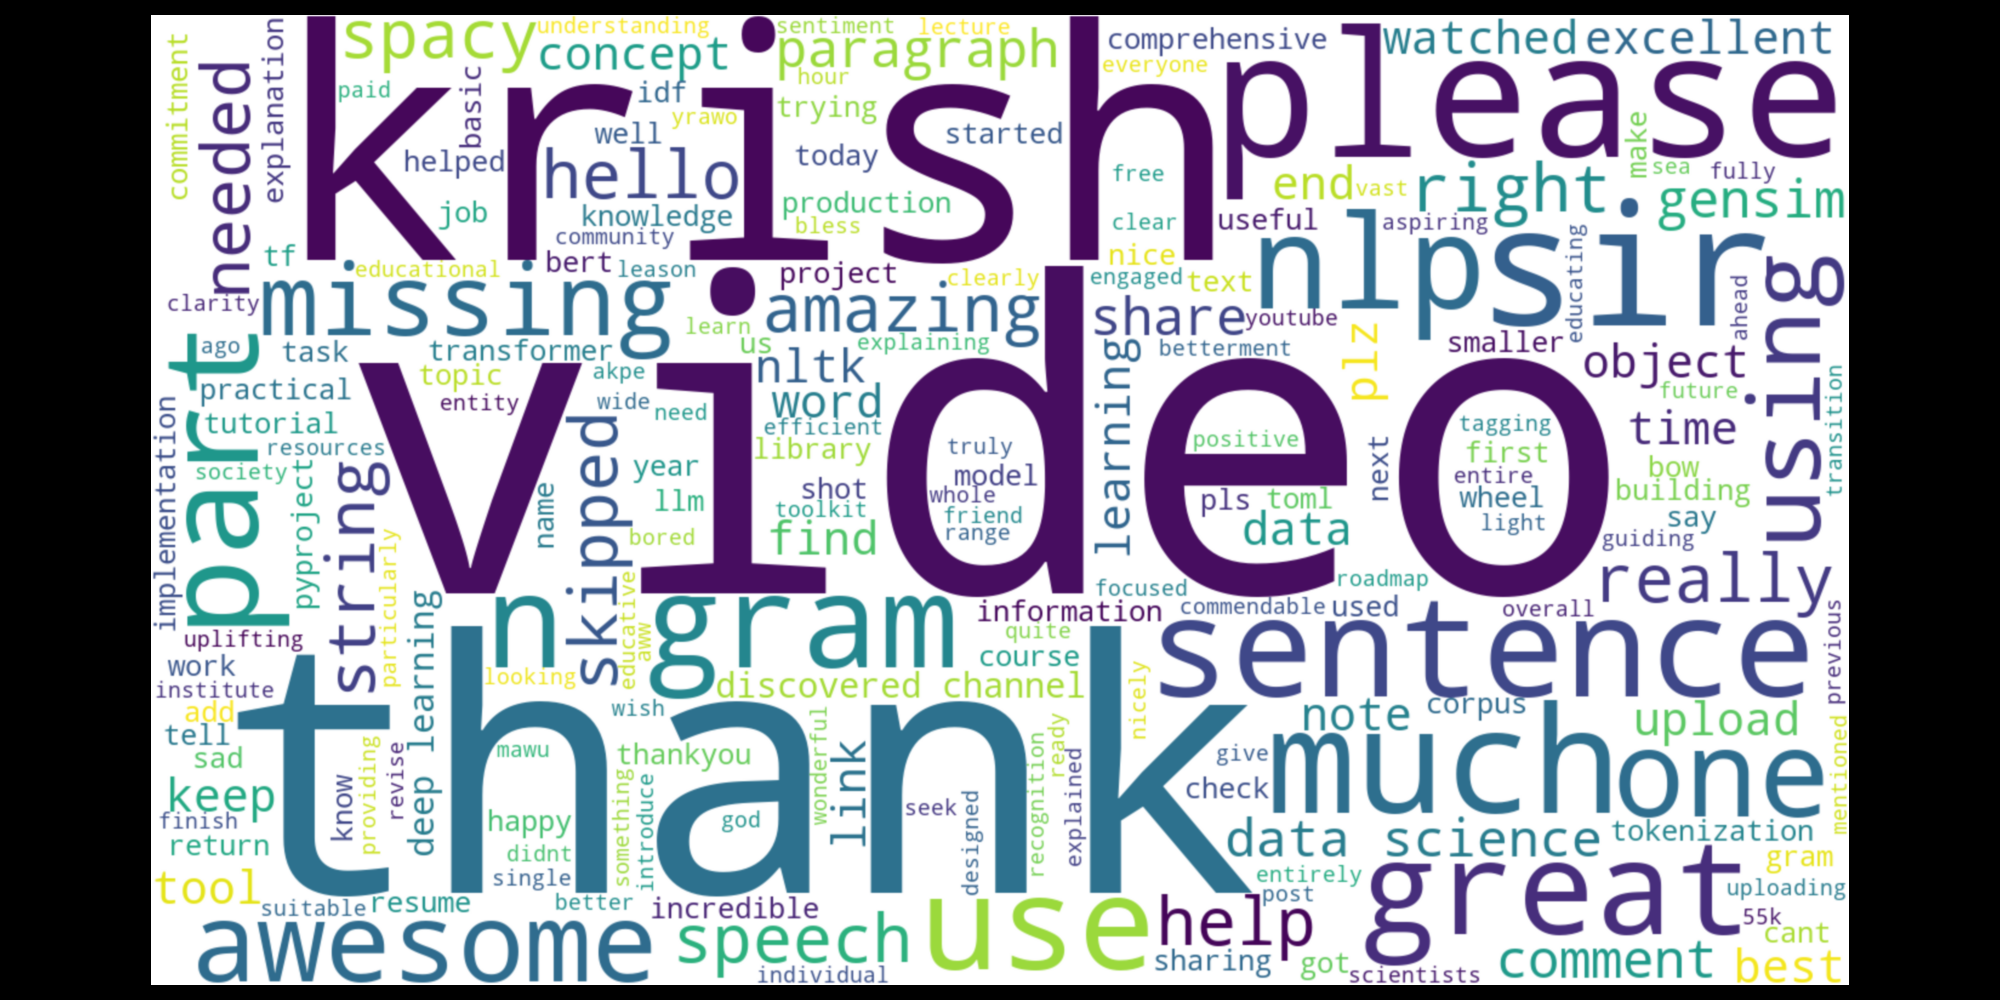 commitment
needed
explanation
spacy
understanding
concept
sentiment
lecture
paragraph
krish
please
comprehensive
everyone
watched
excellent
paid
basic
idf
hour
trying
yrawo
well
started
helped
hello
today
free
make
sea
fully
end
vast
right
gensim
job
knowledge
production
bless
clear
useful
aspiring
community
tf
educational
bert
leason
project
clearly
nice
engaged
text
nlp
sir
educating
ahead
using
clarity
missing
learn
amazing
share
youtube
us
explaining
betterment
plz
smaller
object
part
ago
task
transformer
nltk
video
future
transition
practical
topic
akpe
entity
wide
need
word
efficient
learning
tutorial
library
resources
society
implementation
pyproject
string
particularly
name
skipped
year
llm
bored
shot
toolkit
find
truly
model
whole
friend
range
positive
pls
toml
data
next
tagging
first
entire
wheel
light
time
bow
building
say
guiding
really
focused
roadmap
n gram
information
commendable
used
overall
uplifting
educative
aww
quite
course
sentence
previous
work
institute
add
tell
sad
deep learning
looking
discovered channel
nicely
wish
note
corpus
upload
thank
keep
finish
return
know
providing
revise
mawu
thankyou
wonderful
link
recognition
ready
explained
give
check
much
one
mentioned
happy
didnt
single
something
introduce
god
seek
designed
data science
tokenization
gram
tool
suitable
resume
better
incredible
use
help
entirely
post
great
uploading
55k
cant
awesome
speech
individual
sharing
got
scientists
comment
best